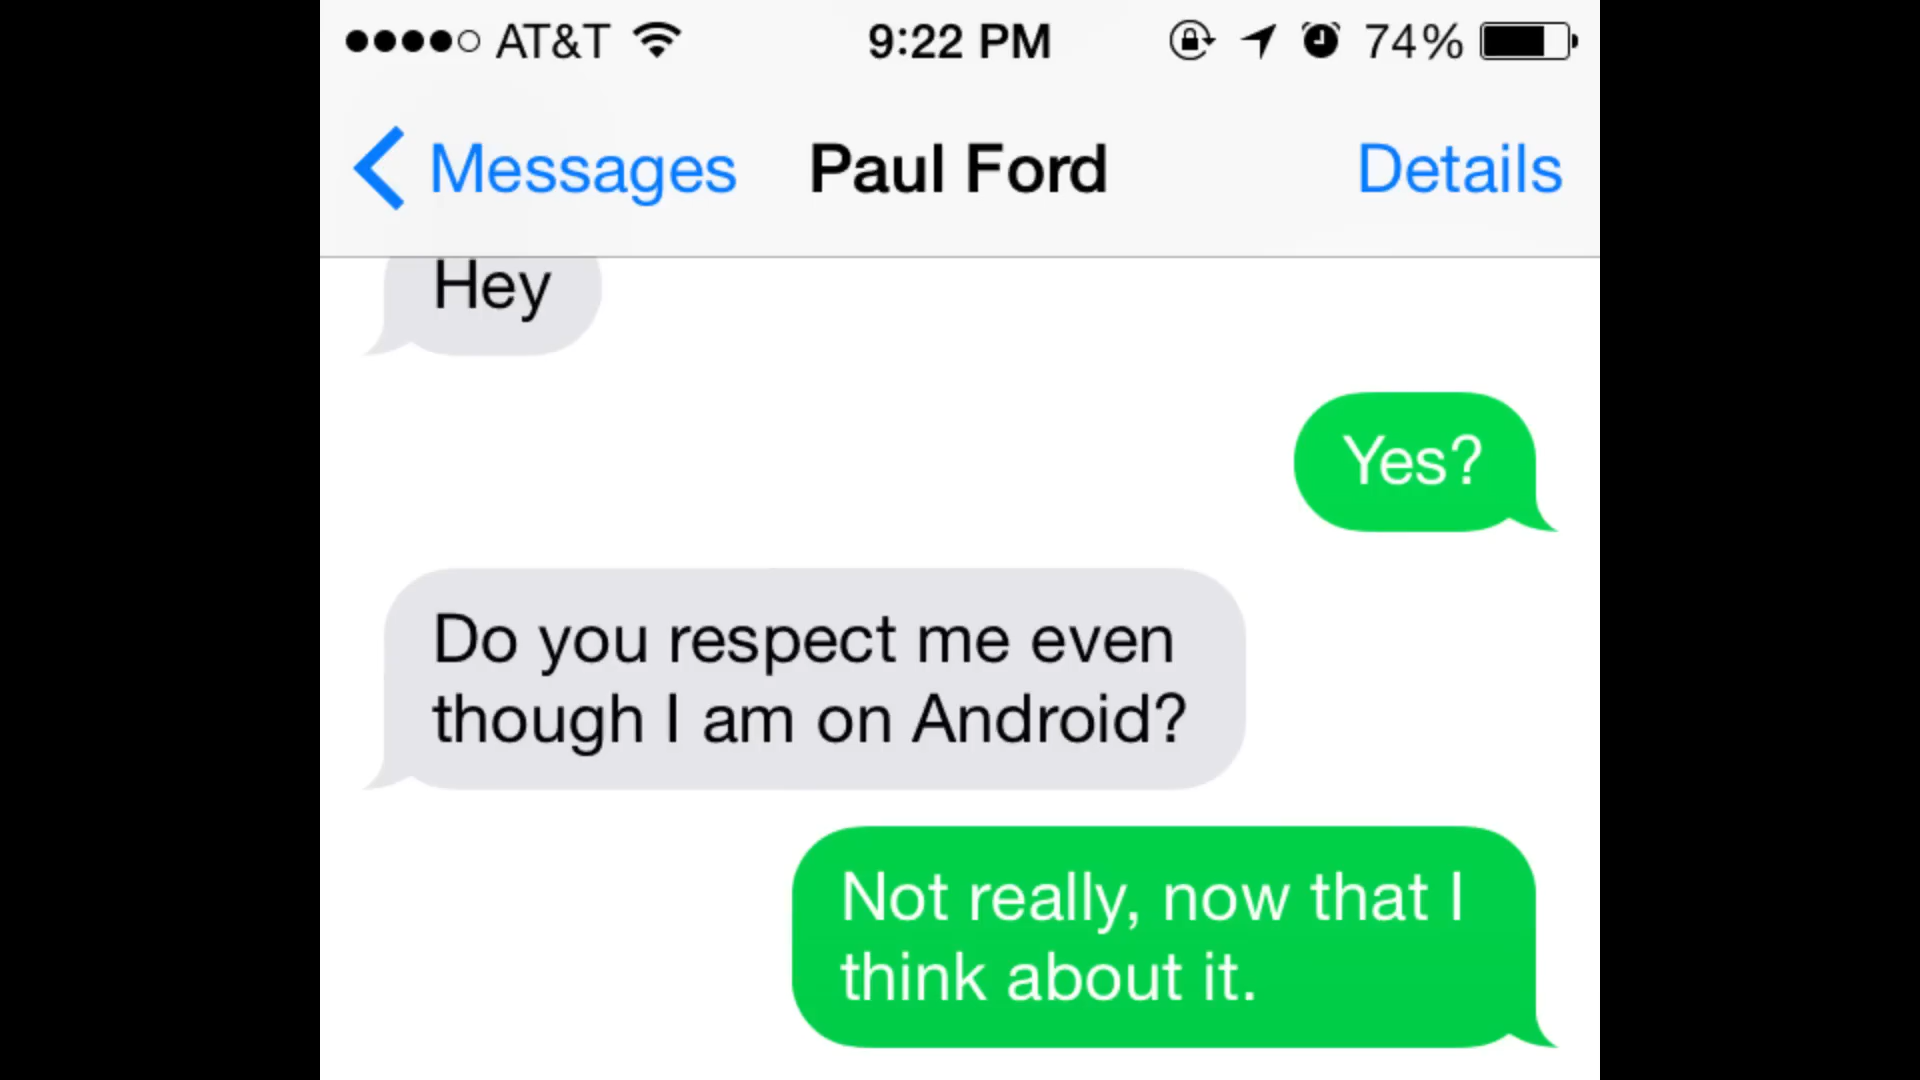 AT&T 9:22 PM 74%
Messages Paul Ford Details
Hey
Yes?
Do you respect me even
though I am on Android?
Not really, now that I
think about it.